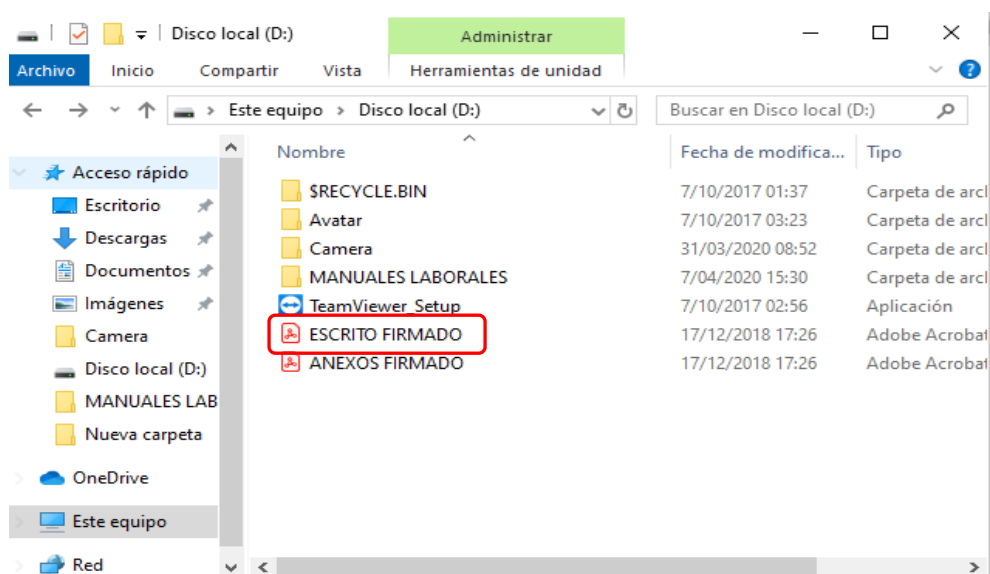 Disco local (D:)
Administrar
Archivo Inicio Compartir Vista Herramientas de unidad
Este equipo > Disco local (D:)
Buscar en Disco local (D:)
Nombre Fecha de modifica... Tipo
Acceso rápido
Escritorio
Descargas
Documentos
Imágenes
Camera
Disco local (D:)
MANUALES LAB
Nueva carpeta
OneDrive
Este equipo
Red
$RECYCLE.BIN 7/10/2017 01:37 Carpeta de arcl
Avatar 7/10/2017 03:23 Carpeta de arcl
Camera 31/03/2020 08:52 Carpeta de arcl
MANUALES LABORALES 7/04/2020 15:30 Carpeta de arcl
TeamViewer_Setup 7/10/2017 02:56 Aplicación
ESCRITO FIRMADO 17/12/2018 17:26 Adobe Acrobat
ANEXOS FIRMADO 17/12/2018 17:26 Adobe Acrobat